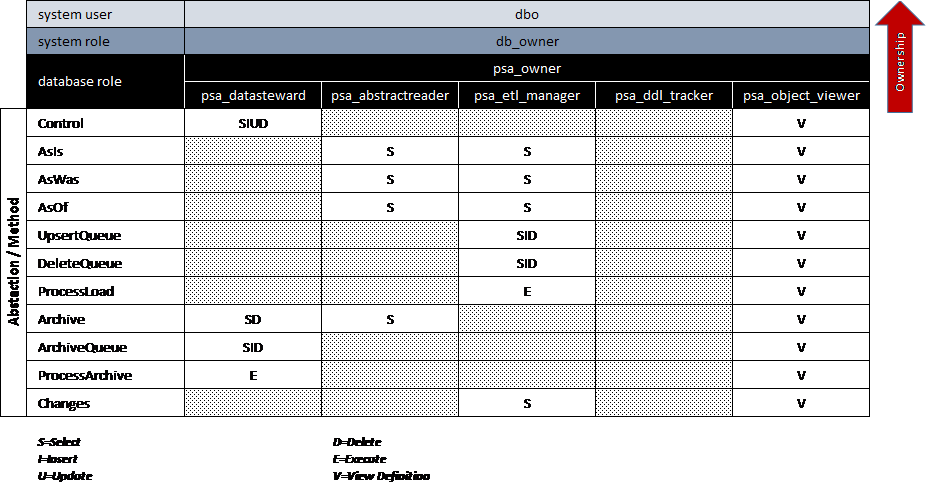 system user dbo
system role db_owner
database role psa_owner
psa_datasteward psa_abstractreader psa_etl_manager psa_ddl_tracker psa_object_viewer
Ownership
Abstaction / Method
Control SIUD V
AsIs S S V
AsWas S S V
AsOf S S V
UpsertQueue SID V
DeleteQueue SID V
ProcessLoad E V
Archive SD S V
ArchiveQueue SID V
ProcessArchive E V
Changes S V
S=Select D=Delete
I=Insert E=Execute
U=Update V=View Definition